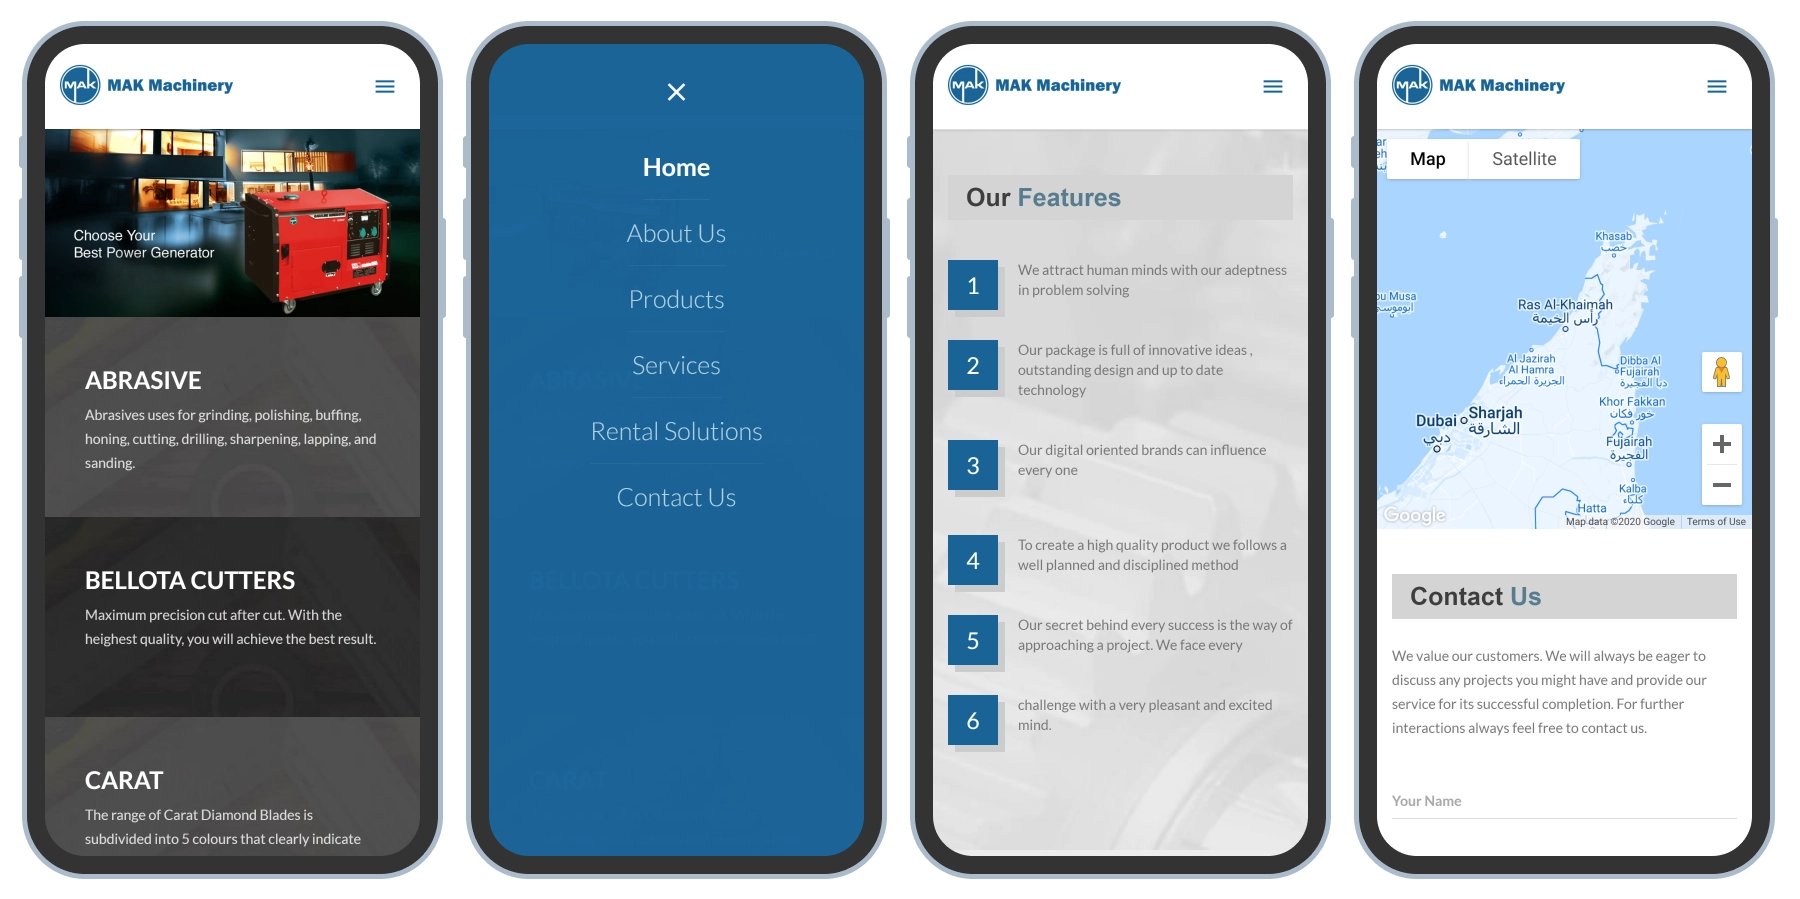 MAK
MAK Machinery
Choose Your
Best Power Generator
ABRASIVE
Abrasives uses for grinding, polishing, buffing,
honing, cutting, drilling, sharpening, lapping, and
sanding.
BELLOTA CUTTERS
Maximum precision cut after cut. With the
heighest quality, you will achieve the best result.
CARAT
The range of Carat Diamond Blades is
subdivided into 5 colours that clearly indicate
Home
About Us
Products
Services
Rental Solutions
Contact Us
ABRASIVE
BELLOTA CUTTERS
CARAT
MAK
MAK Machinery
Our Features
1
We attract human minds with our adeptness
in problem solving
2
Our package is full of innovative ideas ,
outstanding design and up to date
technology
3
Our digital oriented brands can influence
every one
4
To create a high quality product we follows a
well planned and disciplined method
5
Our secret behind every success is the way of
approaching a project. We face every
6
challenge with a very pleasant and excited
mind.
MAK
MAK Machinery
Map
Satellite
Khasab
خصب
Musa
Ras Al-Khaimah
رأس الخيمة
Al Jazirah
Al Hamra
الجزيرة الحمراء
Dibba Al
Fujairah
دبا الفجيرة
Khor Fakkan
خور فكان
Dubai
دبي
Sharjah
الشارقة
Fujairah
الفجيرة
Kalba
كلباء
Hatta
Google
Map data ©2020 Google
Terms of Use
Contact Us
We value our customers. We will always be eager to
discuss any projects you might have and provide our
service for its successful completion. For further
interactions always feel free to contact us.
Your Name